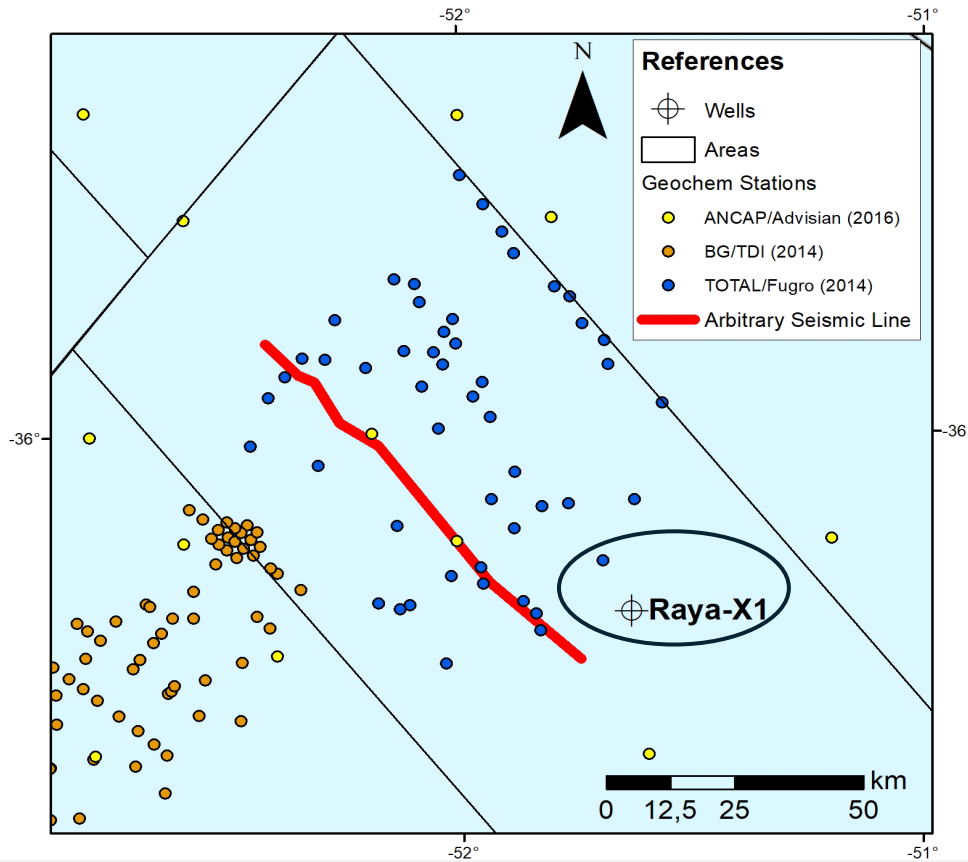 -52°
-51°
N
References
Wells
Areas
Geochem Stations
ANCAP/Advisian (2016)
BG/TDI (2014)
TOTAL/Fugro (2014)
Arbitrary Seismic Line
-36°
-36
Raya-X1
km
0 12,5 25 50
-52°
-51°